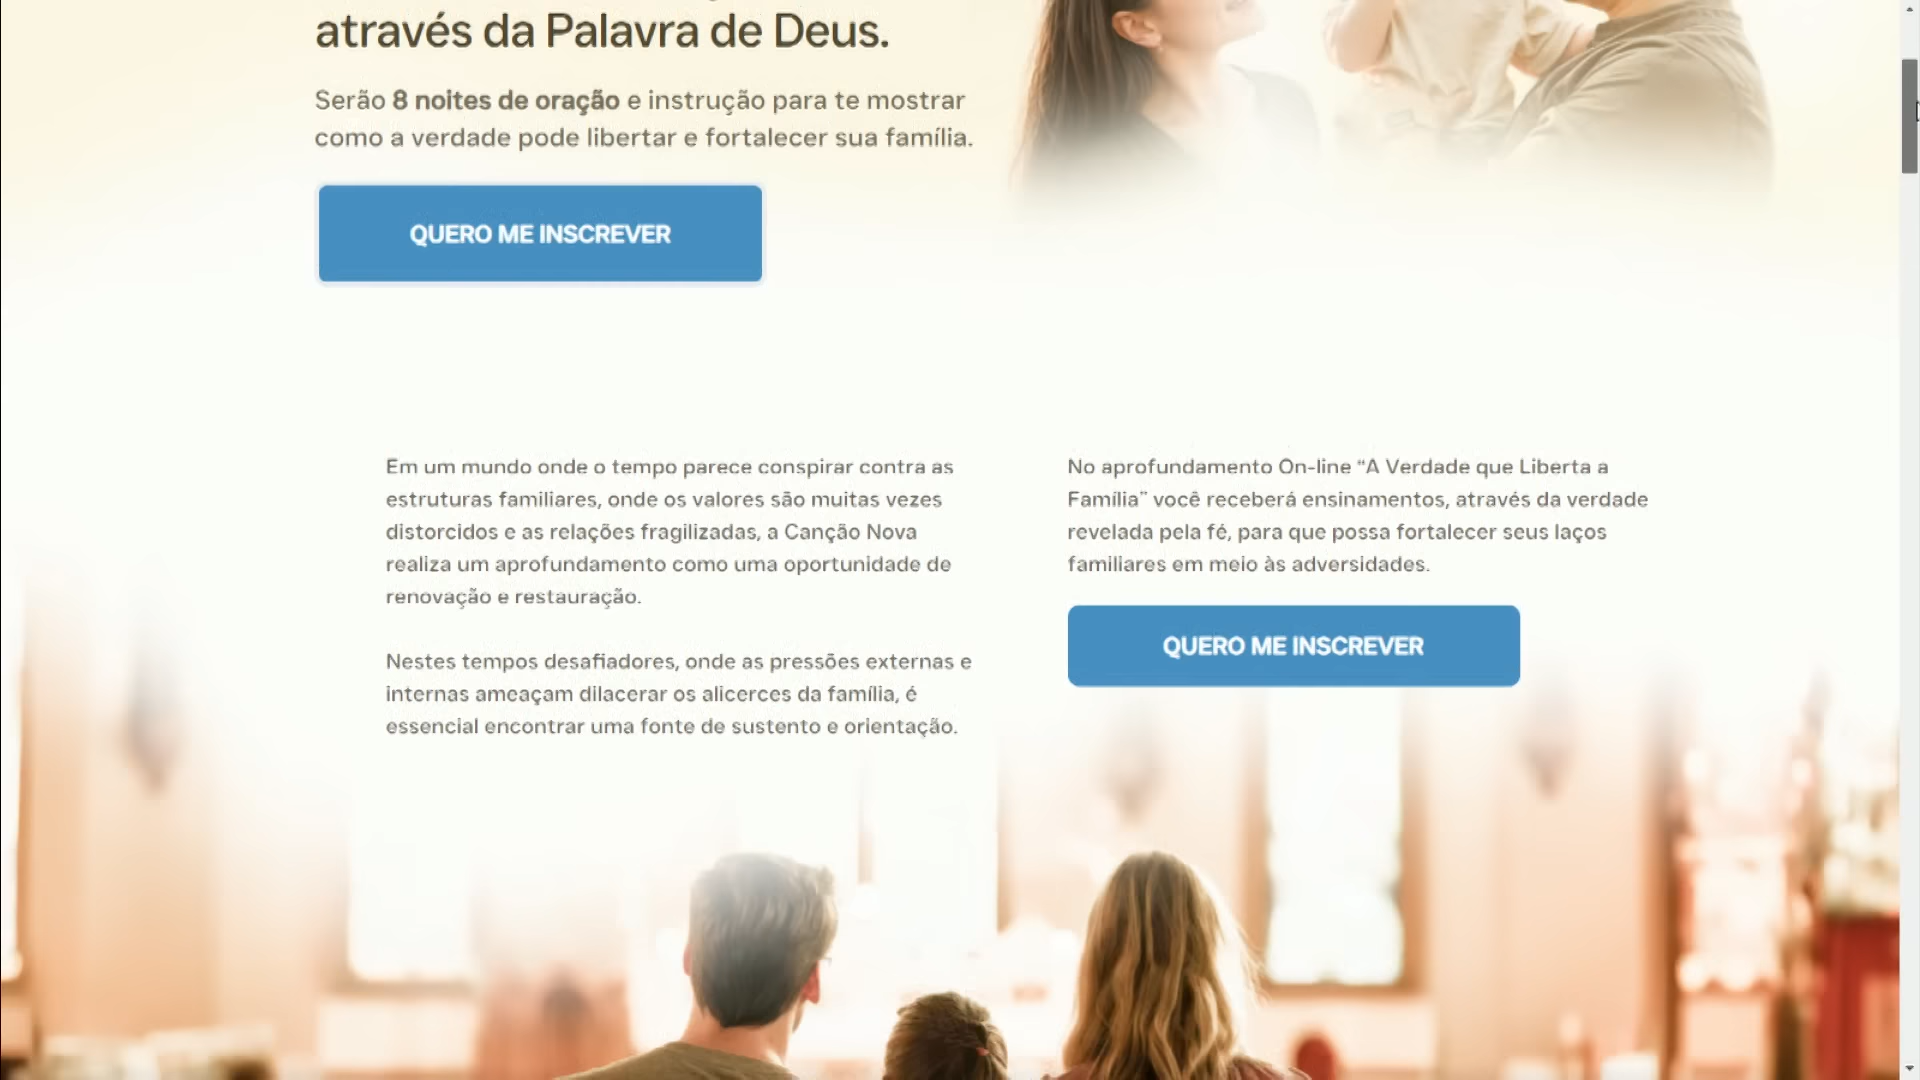 através da Palavra de Deus.
Serão 8 noites de oração e instrução para te mostrar
como a verdade pode libertar e fortalecer sua família.
QUERO ME INSCREVER
Em um mundo onde o tempo parece conspirar contra as
estruturas familiares, onde os valores são muitas vezes
distorcidos e as relações fragilizadas, a Canção Nova
realiza um aprofundamento como uma oportunidade de
renovação e restauração.
Nestes tempos desafiadores, onde as pressões externas e
internas ameaçam dilacerar os alicerces da família, é
essencial encontrar uma fonte de sustento e orientação.
No aprofundamento On-line “A Verdade que Liberta a
Família” você receberá ensinamentos, através da verdade
revelada pela fé, para que possa fortalecer seus laços
familiares em meio às adversidades.
QUERO ME INSCREVER